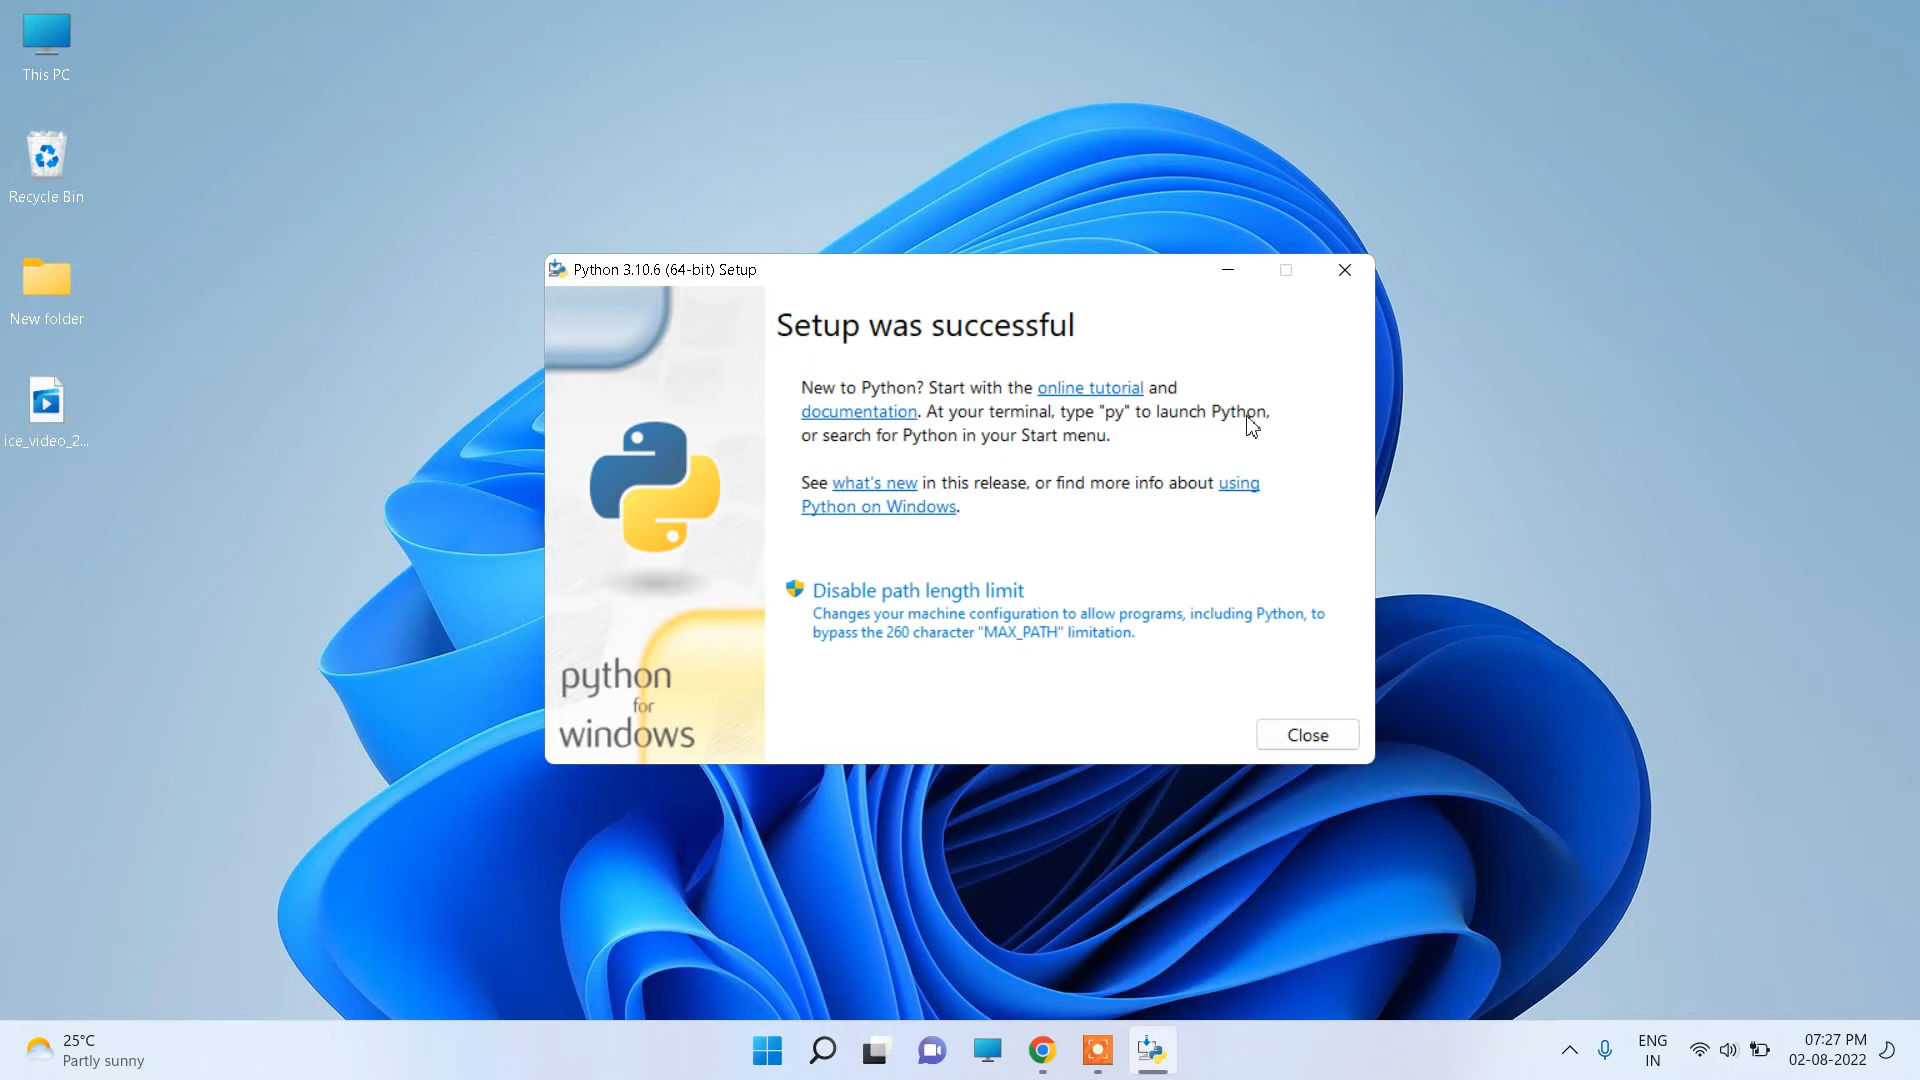 This PC
Recycle Bin
New folder
ice_video_2...
Python 3.10.6 (64-bit) Setup
Setup was successful
New to Python? Start with the online tutorial and
documentation. At your terminal, type "py" to launch Python,
or search for Python in your Start menu.
See what's new in this release, or find more info about using
Python on Windows.
Disable path length limit
Changes your machine configuration to allow programs, including Python, to
bypass the 260 character "MAX_PATH" limitation.
python
for
windows
Close
25°C
Partly sunny
ENG
IN
07:27 PM
02-08-2022